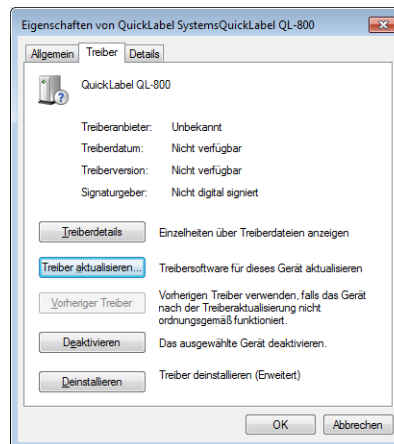 Eigenschaften von QuickLabel SystemsQuickLabel QL-800
Allgemein Treiber Details
QuickLabel QL-800
Treiberanbieter: Unbekannt
Treiberdatum: Nicht verfügbar
Treiberversion: Nicht verfügbar
Signaturgeber: Nicht digital signiert
Treiberdetails Einzelheiten über Treiberdateien anzeigen
Treiber aktualisieren... Treibersoftware für dieses Gerät aktualisieren
Vorheriger Treiber Vorherigen Treiber verwenden, falls das Gerät
nach der Treiberaktualisierung nicht
ordnungsgemäß funktioniert.
Deaktivieren Das ausgewählte Gerät deaktivieren.
Deinstallieren Treiber deinstallieren (Erweitert)
OK Abbrechen